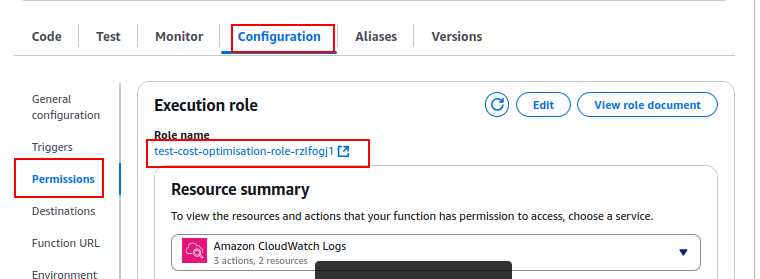 Code Test Monitor Configuration Aliases Versions
General
configuration
Triggers
Permissions
Destinations
Function URL
Environment
Execution role
Edit
View role document
Role name
test-cost-optimisation-role-rzlfogj1
Resource summary
To view the resources and actions that your function has permission to access, choose a service.
Amazon CloudWatch Logs
3 actions, 2 resources